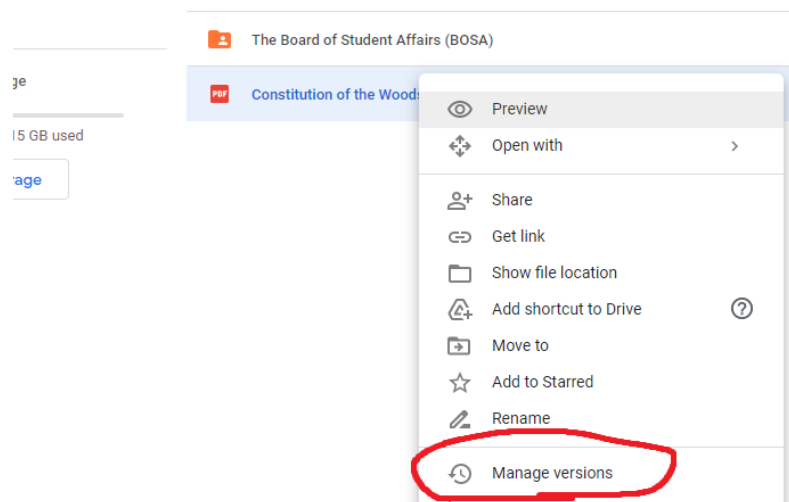 The Board of Student Affairs (BOSA)
ge
PDF Constitution of the Woods
15 GB used
age
Preview
Open with
Share
Get link
Show file location
Add shortcut to Drive
Move to
Add to Starred
Rename
Manage versions